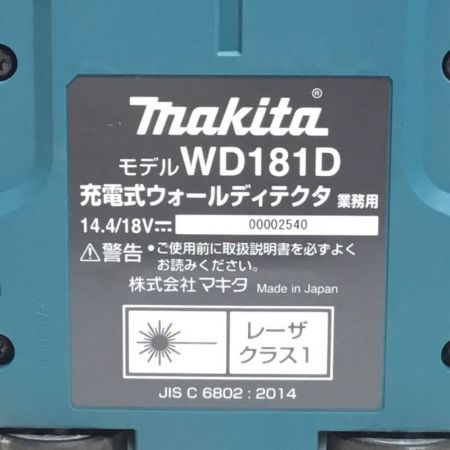 makita®
モデル WD181D
充電式ウォールディテクタ 業務用
14.4/18V⎓ 00002540
⚠警告 •ご使用前に取扱説明書を必ずよく
お読みください。
株式会社 マキタ Made in Japan
レーザ
クラス1
JIS C 6802 : 2014